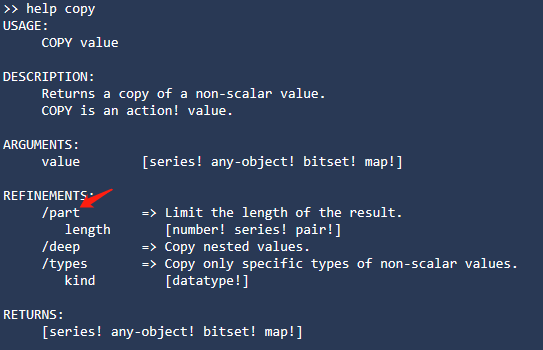 >> help copy
USAGE:
COPY value
DESCRIPTION:
Returns a copy of a non-scalar value.
COPY is an action! value.
ARGUMENTS:
value [series! any-object! bitset! map!]
REFINEMENTS:
/part => Limit the length of the result.
length [number! series! pair!]
/deep => Copy nested values.
/types => Copy only specific types of non-scalar values.
kind [datatype!]
RETURNS:
[series! any-object! bitset! map!]